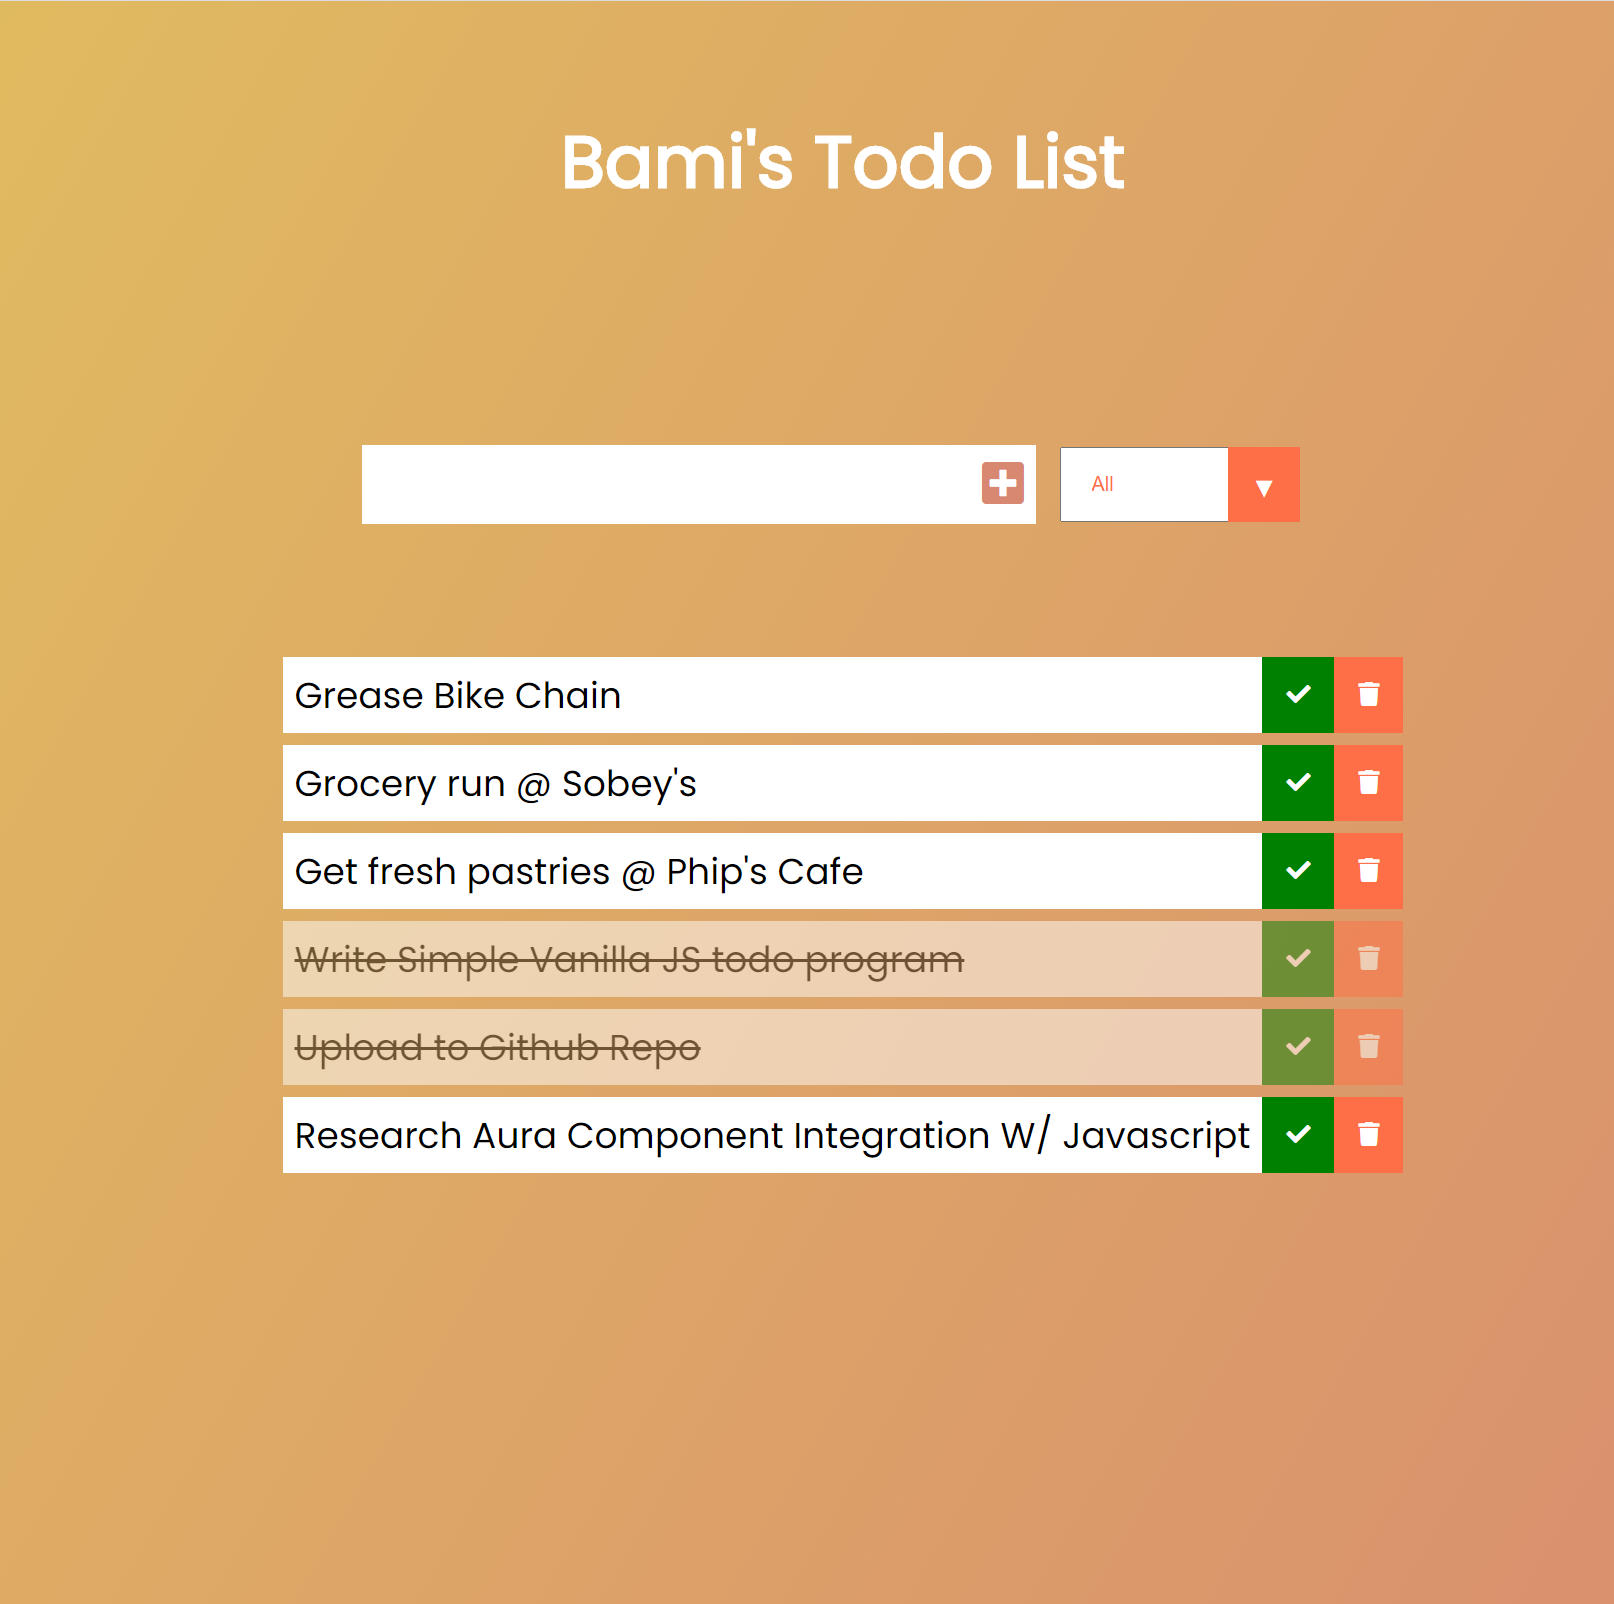 Bami's Todo List
All
Grease Bike Chain
Grocery run @ Sobey's
Get fresh pastries @ Phip's Cafe
Write Simple Vanilla JS todo program
Upload to Github Repo
Research Aura Component Integration W/ Javascript